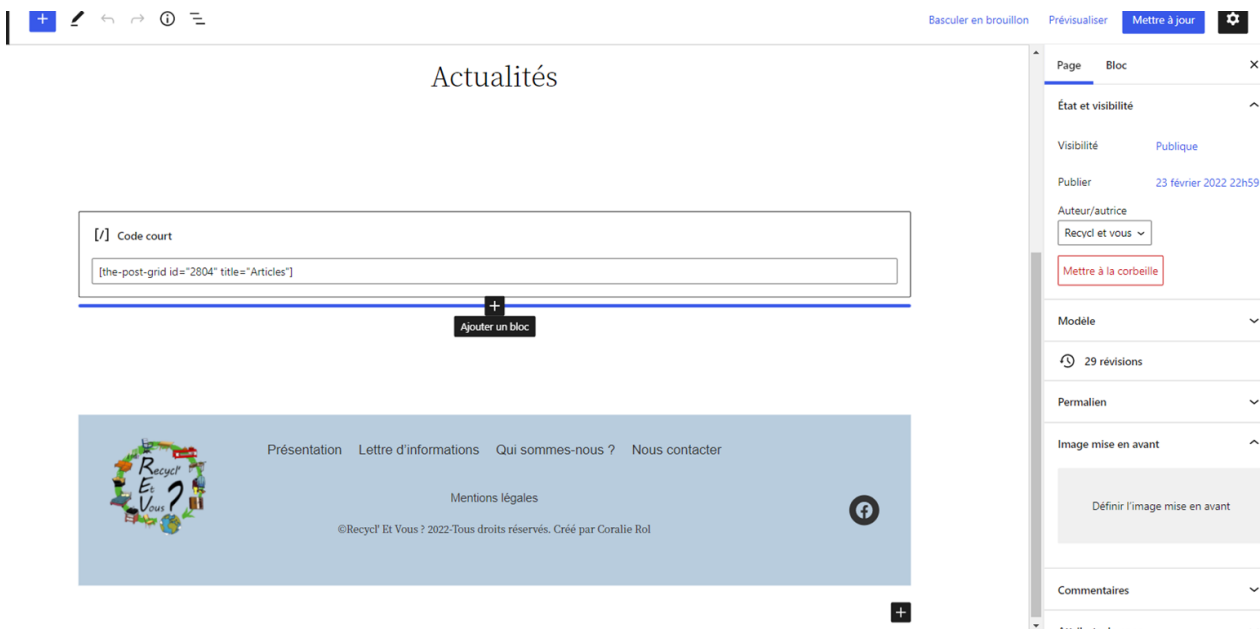 Basculer en brouillon Prévisualiser Mettre à jour
Page Bloc
Actualités
État et visibilité
Visibilité Publique
Publier 23 février 2022 22h59
Auteur/autrice
Recycl et vous
Mettre à la corbeille
[/] Code court
[the-post-grid id="2804" title="Articles"]
Ajouter un bloc
Modèle
29 révisions
Permalien
Image mise en avant
Définir l'image mise en avant
Commentaires
Recycl'
Et
Vous ?
Présentation Lettre d'informations Qui sommes-nous ? Nous contacter
Mentions légales
©Recycl' Et Vous ? 2022-Tous droits réservés. Créé par Coralie Rol